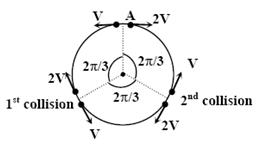 V A 2V
2V 2π/3 2π/3 V
1st collision 2π/3 2nd collision
V 2V